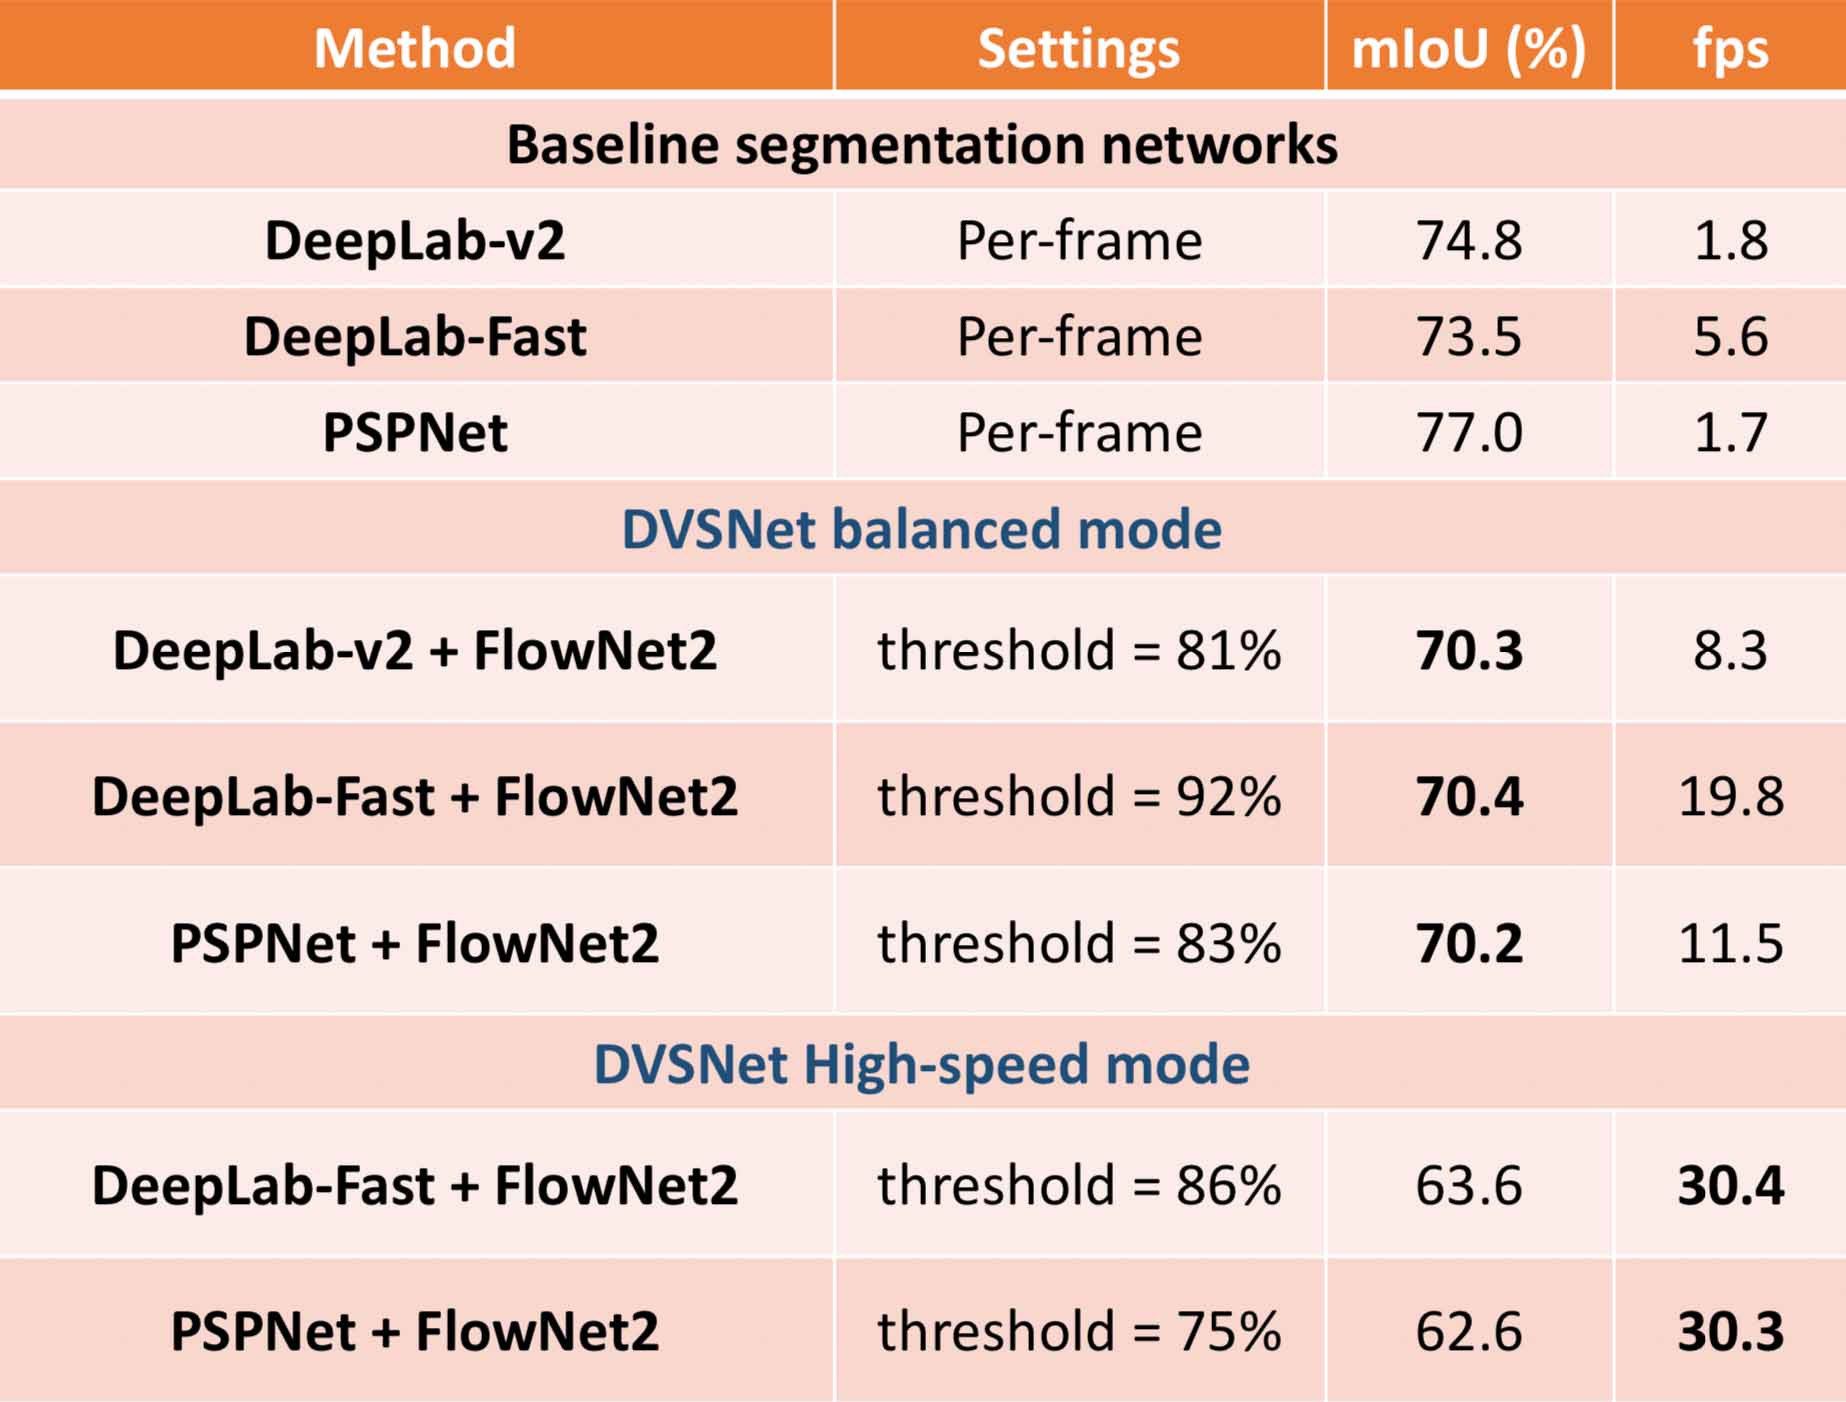 Method Settings mIoU (%) fps
Baseline segmentation networks
DeepLab-v2 Per-frame 74.8 1.8
DeepLab-Fast Per-frame 73.5 5.6
PSPNet Per-frame 77.0 1.7
DVSNet balanced mode
DeepLab-v2 + FlowNet2 threshold = 81% 70.3 8.3
DeepLab-Fast + FlowNet2 threshold = 92% 70.4 19.8
PSPNet + FlowNet2 threshold = 83% 70.2 11.5
DVSNet High-speed mode
DeepLab-Fast + FlowNet2 threshold = 86% 63.6 30.4
PSPNet + FlowNet2 threshold = 75% 62.6 30.3